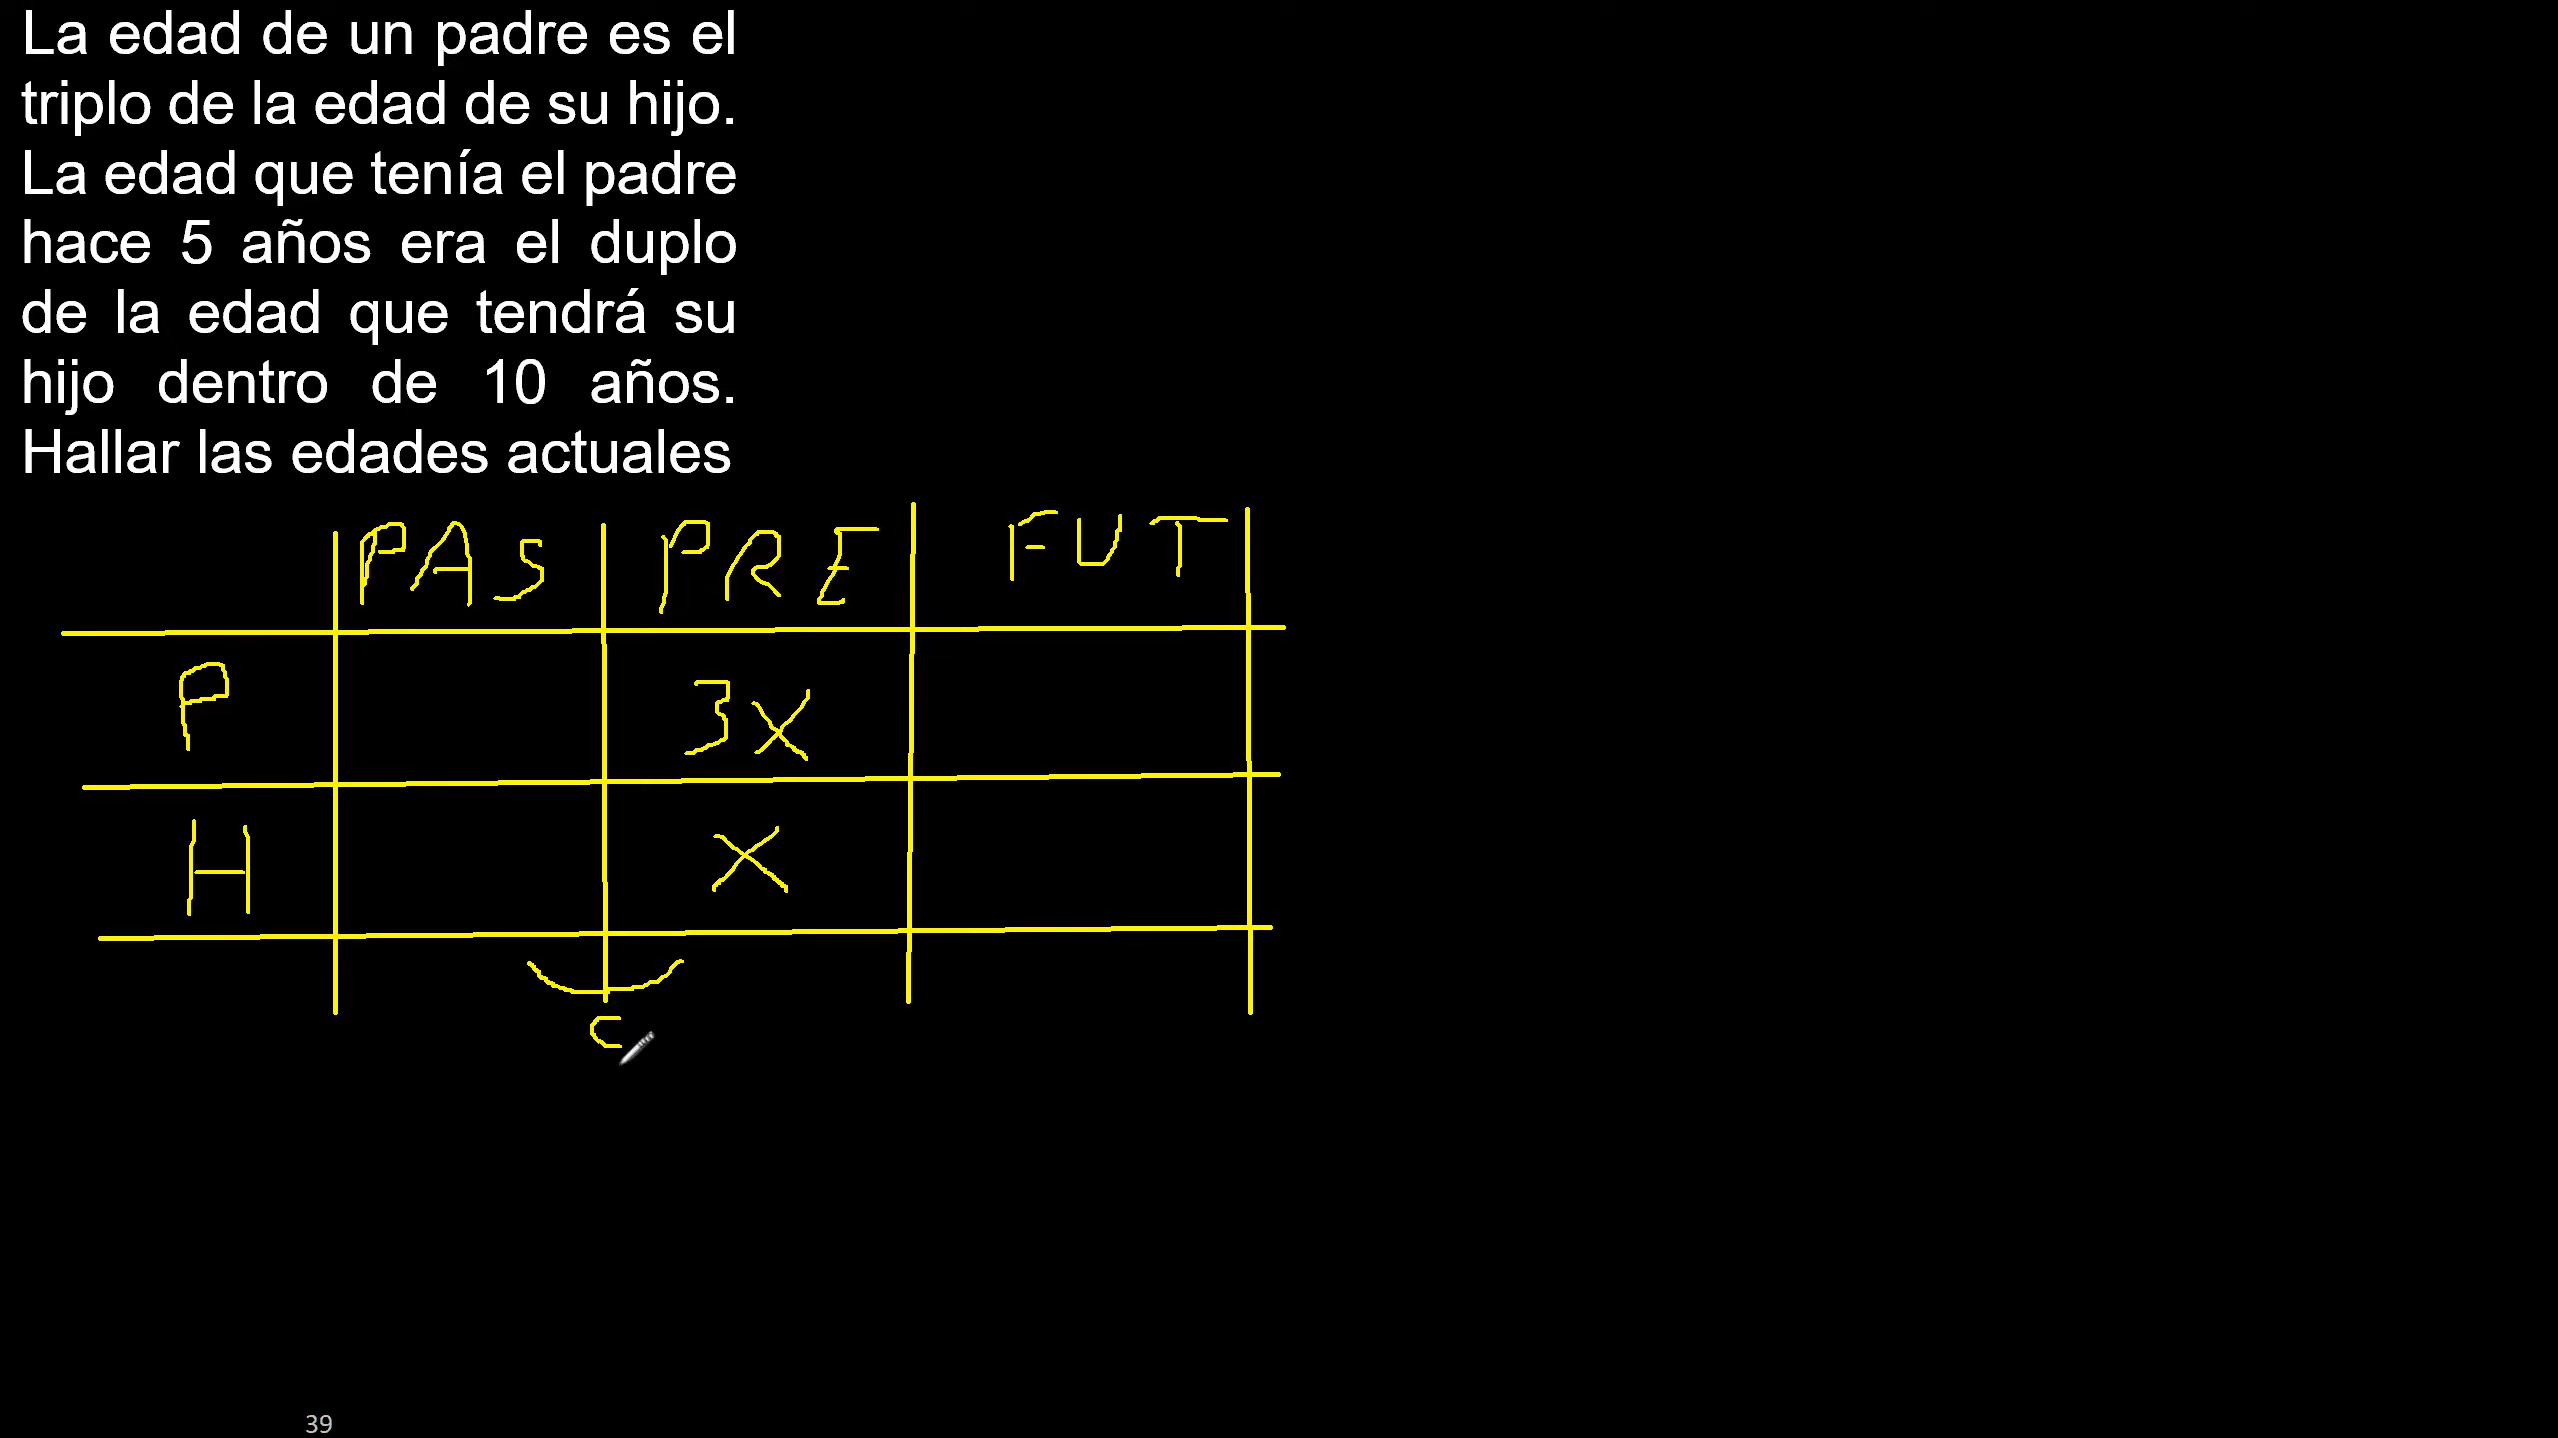 La edad de un padre es el
triplo de la edad de su hijo.
La edad que tenía el padre
hace 5 años era el duplo
de la edad que tendrá su
hijo dentro de 10 años.
Hallar las edades actuales
PAS PRE FUT
P 3X
H X
39